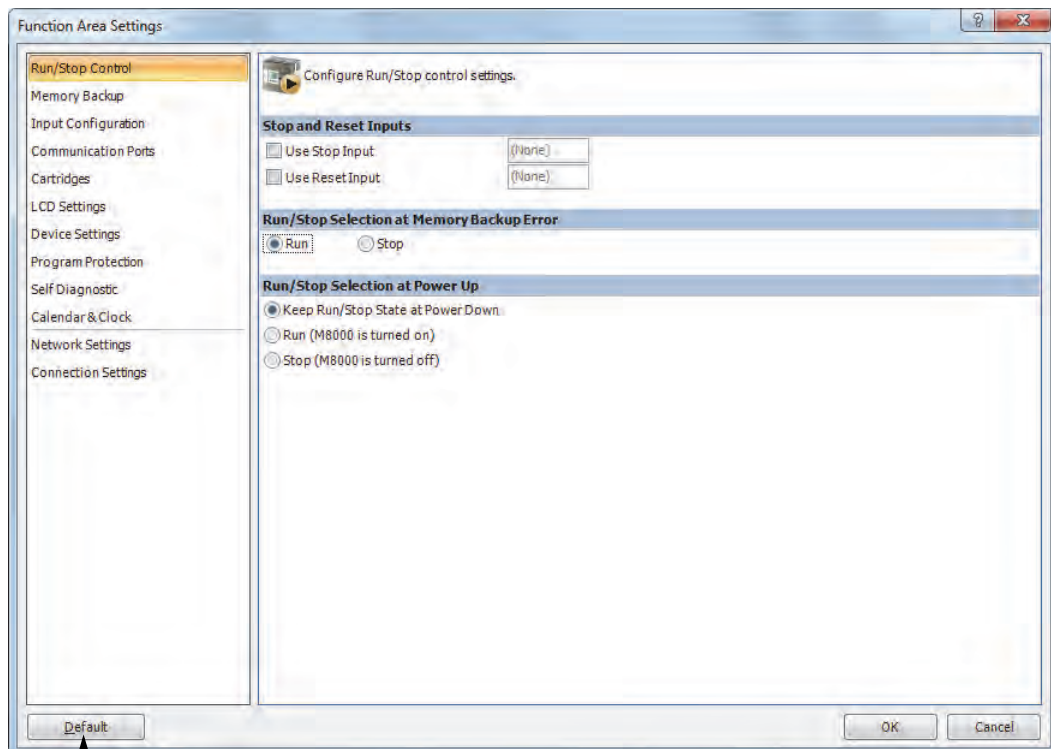 Function Area Settings
Run/Stop Control
Memory Backup
Input Configuration
Communication Ports
Cartridges
LCD Settings
Device Settings
Program Protection
Self Diagnostic
Calendar & Clock
Network Settings
Connection Settings
Configure Run/Stop control settings.
Stop and Reset Inputs
Use Stop Input (None)
Use Reset Input (None)
Run/Stop Selection at Memory Backup Error
Run Stop
Run/Stop Selection at Power Up
Keep Run/Stop State at Power Down
Run (M8000 is turned on)
Stop (M8000 is turned off)
Default OK Cancel